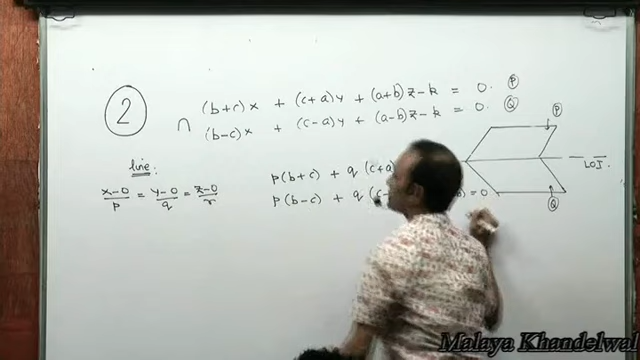 ② (b+c)x + (c+a)y + (a+b)z-k = 0. Ⓟ
∩ (b-c)x + (c-a)y + (a-b)z-k = 0. Ⓠ
Ⓟ
line:
LOI.
x-0/p = y-0/q = z-0/r
p(b+c) + q(c+a)
p(b-c) + q(c- b) = 0
Ⓠ
Malaya Khandelwal